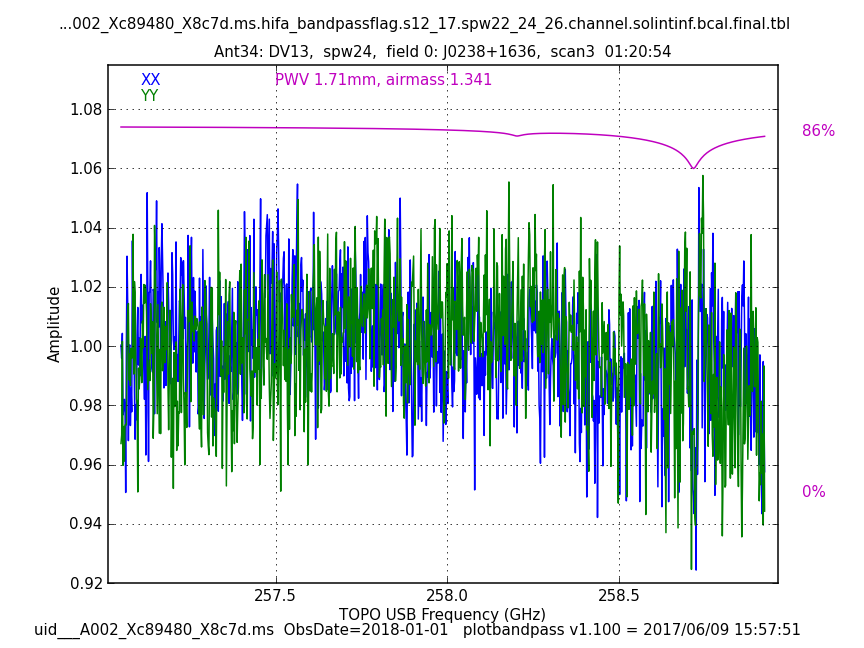 ...002_Xc89480_X8c7d.ms.hifa_bandpassflag.s12_17.spw22_24_26.channel.solintinf.bcal.final.tbl
Ant34: DV13, spw24, field 0: J0238+1636, scan3 01:20:54
XX
PWV 1.71mm, airmass 1.341
YY
1.08
86%
1.06
1.04
1.02
Amplitude
1.00
0.98
0.96
0%
0.94
0.92
257.5 258.0 258.5
TOPO USB Frequency (GHz)
uid___A002_Xc89480_X8c7d.ms ObsDate=2018-01-01 plotbandpass v1.100 = 2017/06/09 15:57:51